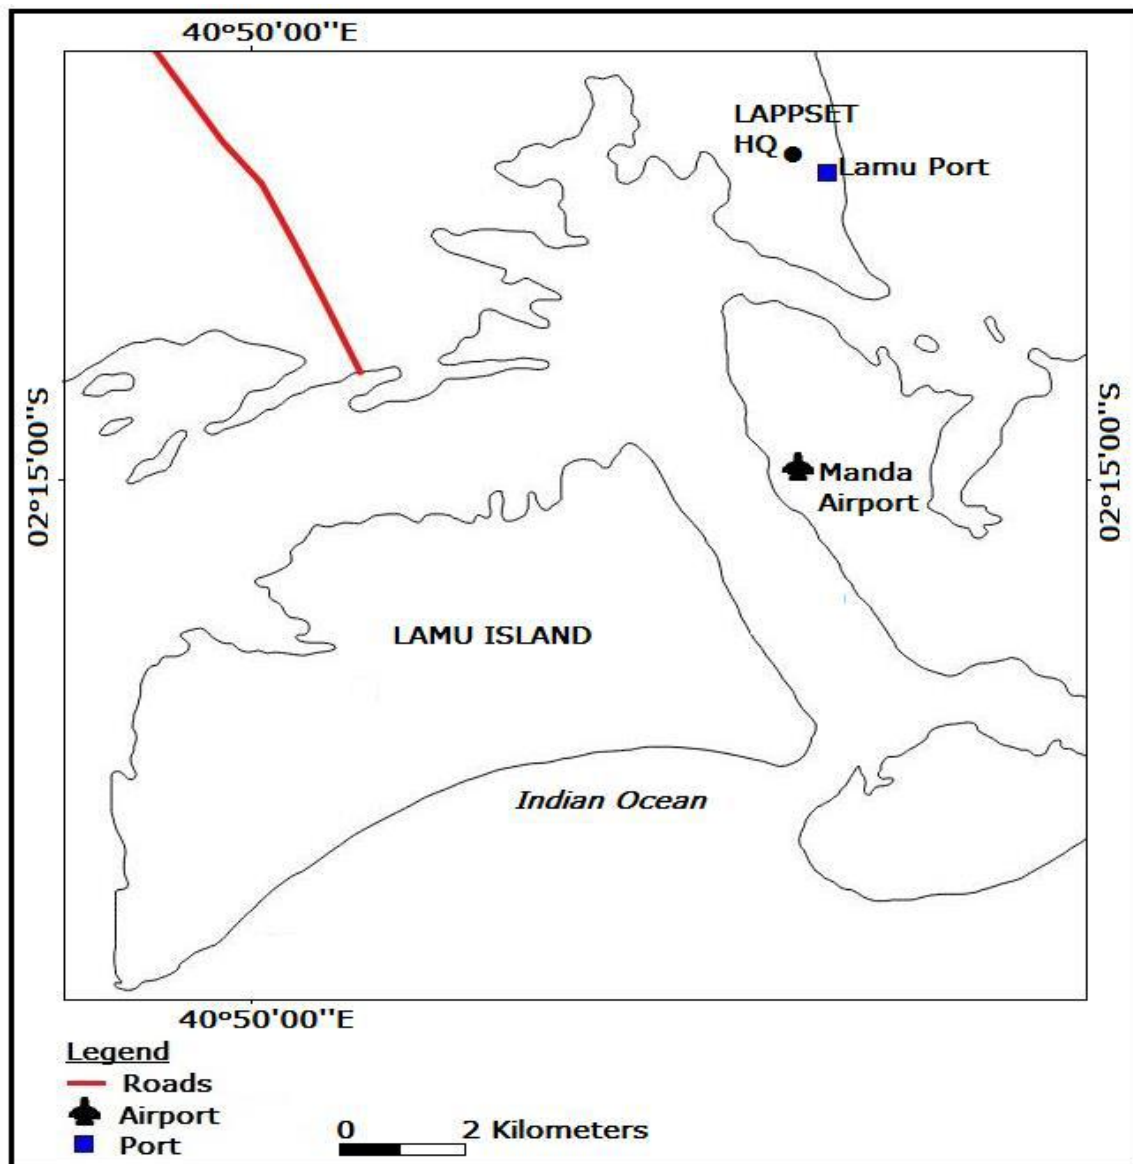 40°50'00''E
LAPPSET
HQ
Lamu Port
02°15'00''S
02°15'00''S
Manda
Airport
LAMU ISLAND
Indian Ocean
40°50'00''E
Legend
Roads
Airport
Port
0 2 Kilometers